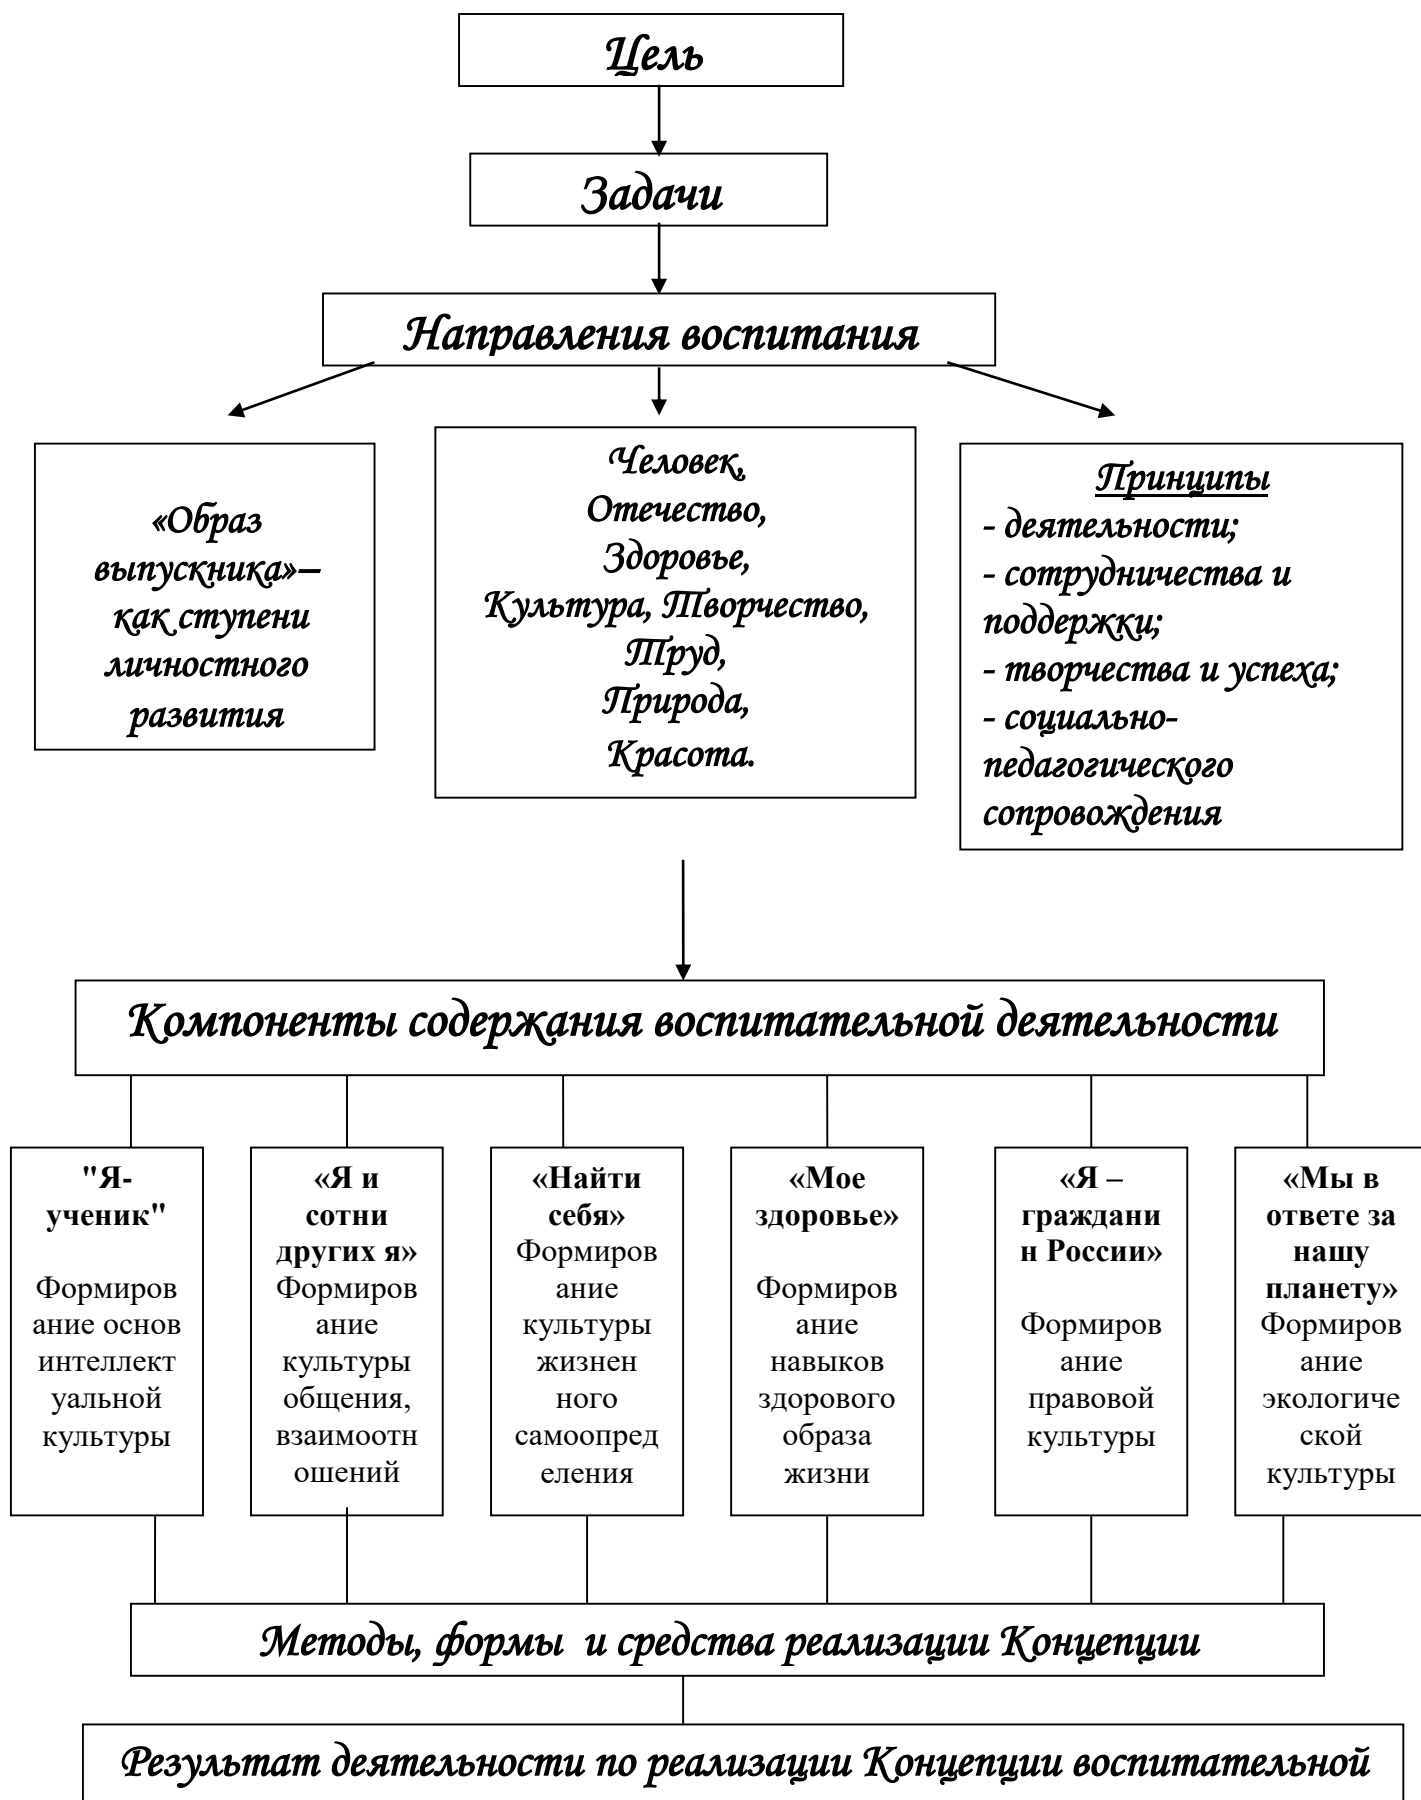 Цель
Задачи
Направления воспитания
«Образ
выпускника»–
как ступени
личностного
развития
Человек,
Отечество,
Здоровье,
Культура, Творчество,
Труд,
Природа,
Красота.
Принципы
- деятельности;
- сотрудничества и
поддержки;
- творчества и успеха;
- социально-
педагогического
сопровождения
Компоненты содержания воспитательной деятельности
"Я-
ученик"
Формиров
ание основ
интеллект
уальной
культуры
«Я и
сотни
других я»
Формиров
ание
культуры
общения,
взаимоотн
ошений
«Найти
себя»
Формиров
ание
культуры
жизнен
ного
самоопред
еления
«Мое
здоровье»
Формиров
ание
навыков
здорового
образа
жизни
«Я –
граждани
н России»
Формиров
ание
правовой
культуры
«Мы в
ответе за
нашу
планету»
Формиров
ание
экологиче
ской
культуры
Методы, формы  и средства реализации Концепции
Результат деятельности по реализации Концепции воспитательной